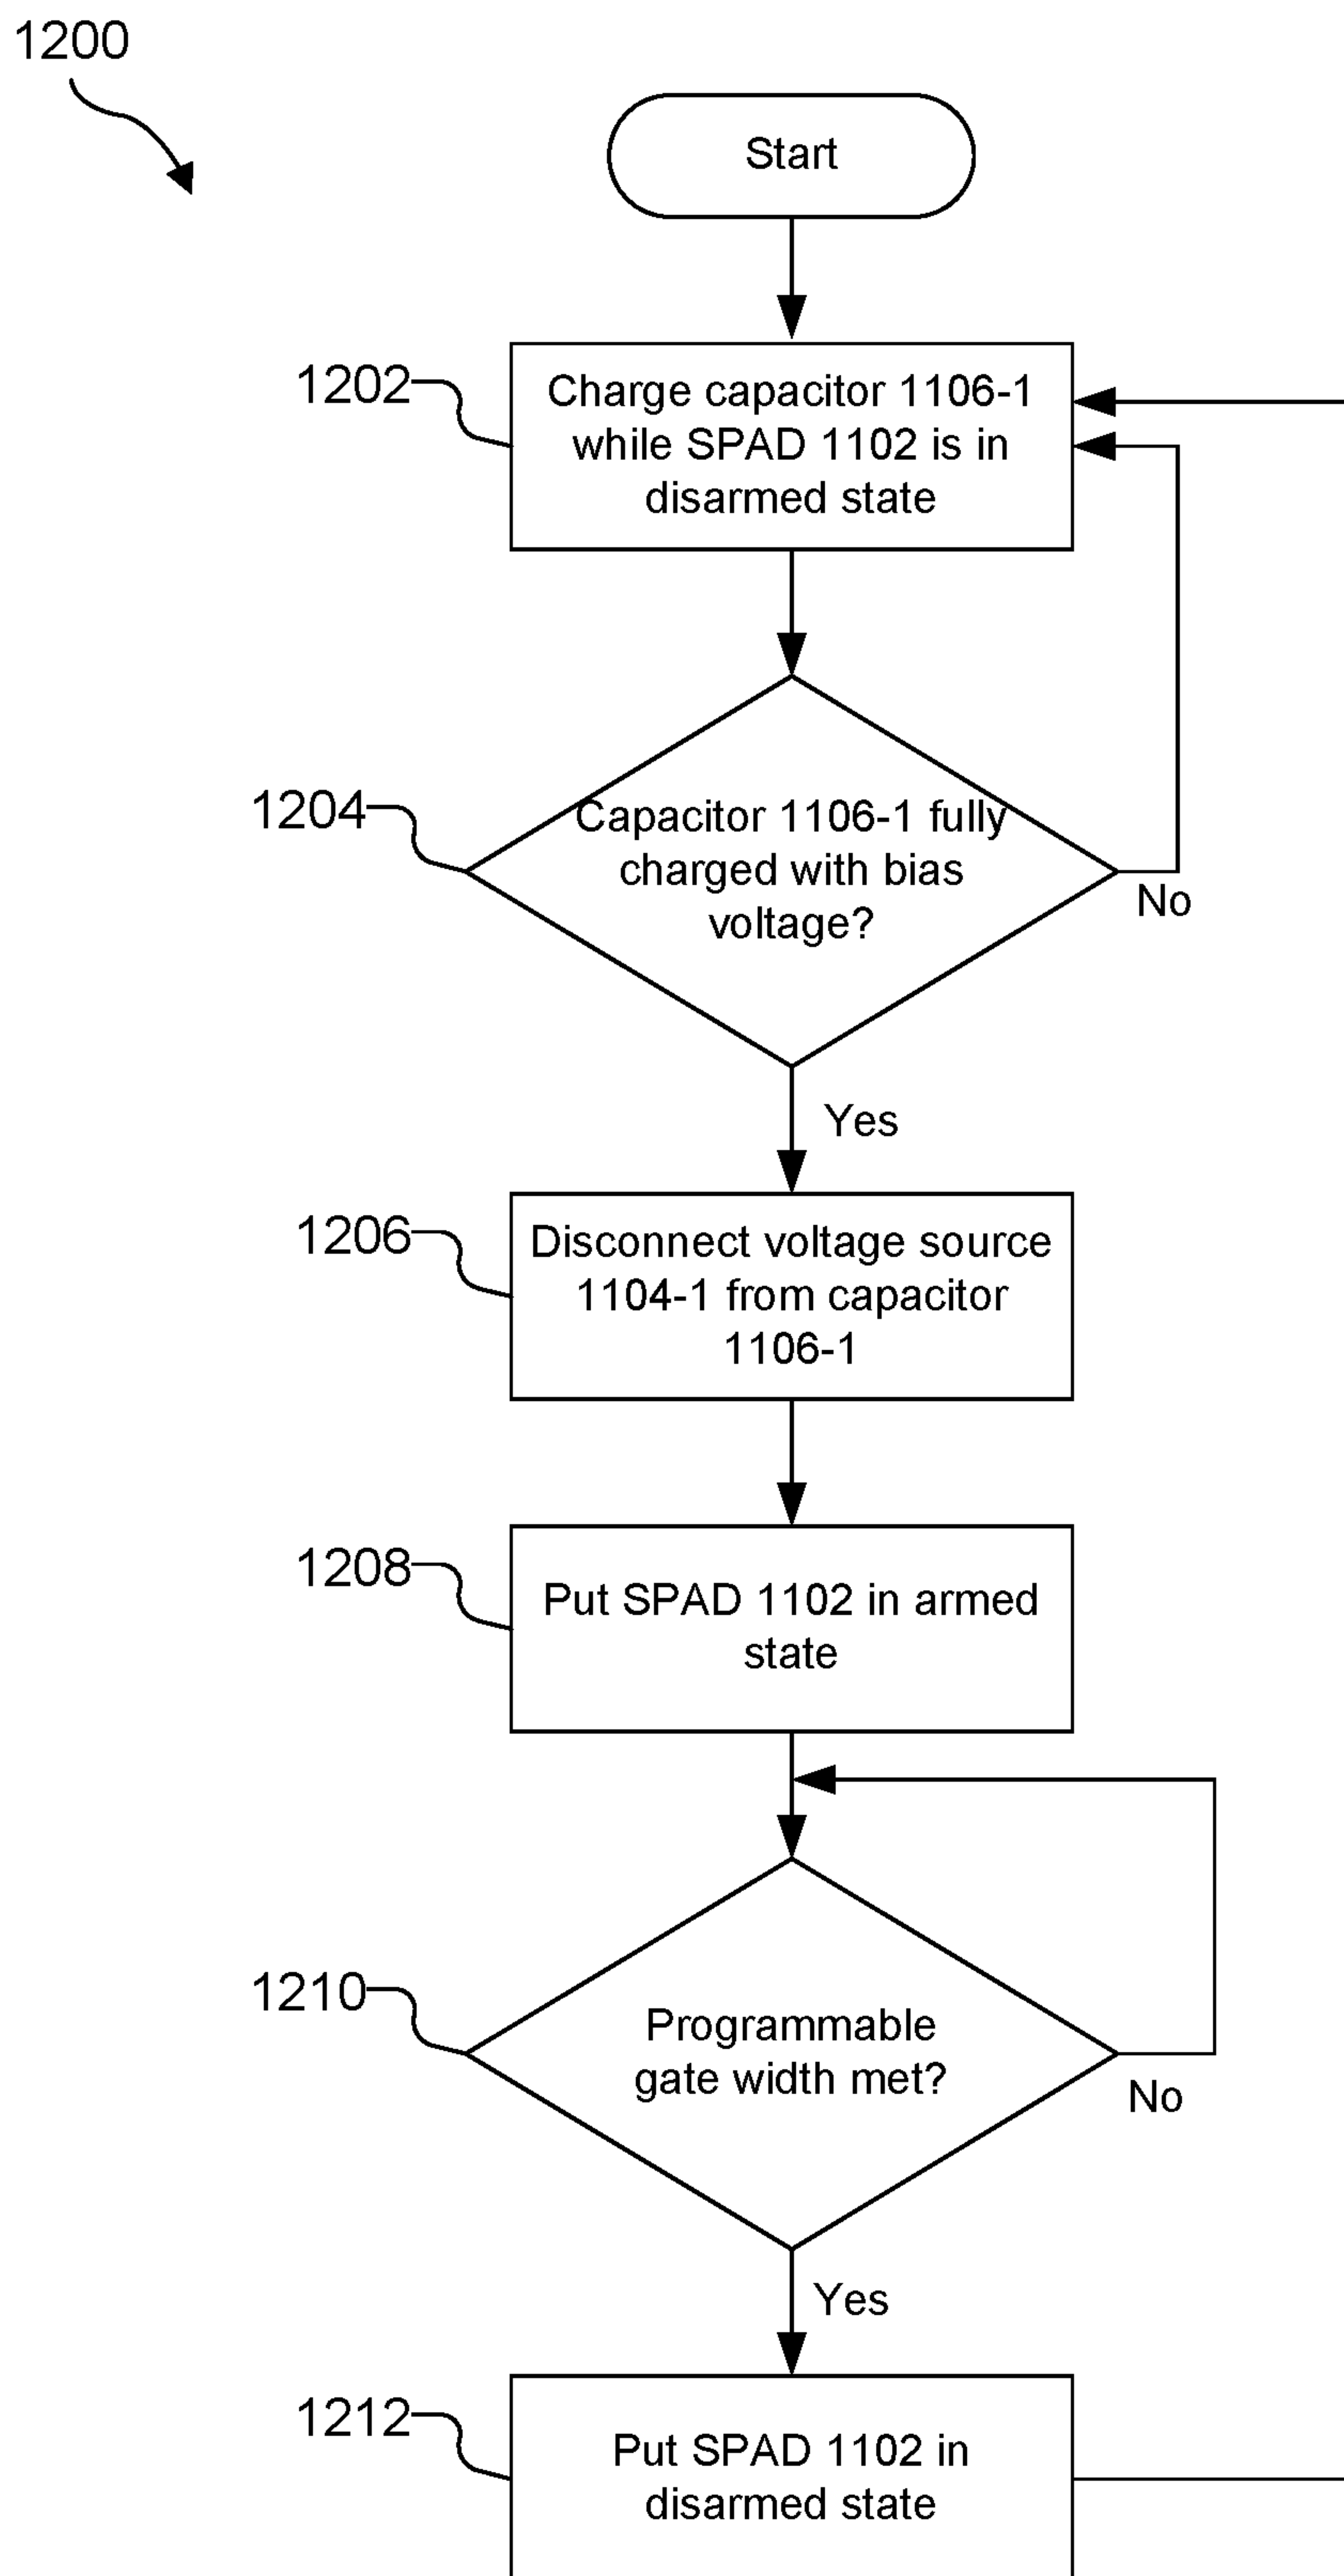 1200
Start
1202
Charge capacitor 1106-1
while SPAD 1102 is in
disarmed state
1204
Capacitor 1106-1 fully
charged with bias
voltage?
No
Yes
1206
Disconnect voltage source
1104-1 from capacitor
1106-1
1208
Put SPAD 1102 in armed
state
1210
Programmable
gate width met?
No
Yes
1212
Put SPAD 1102 in
disarmed state